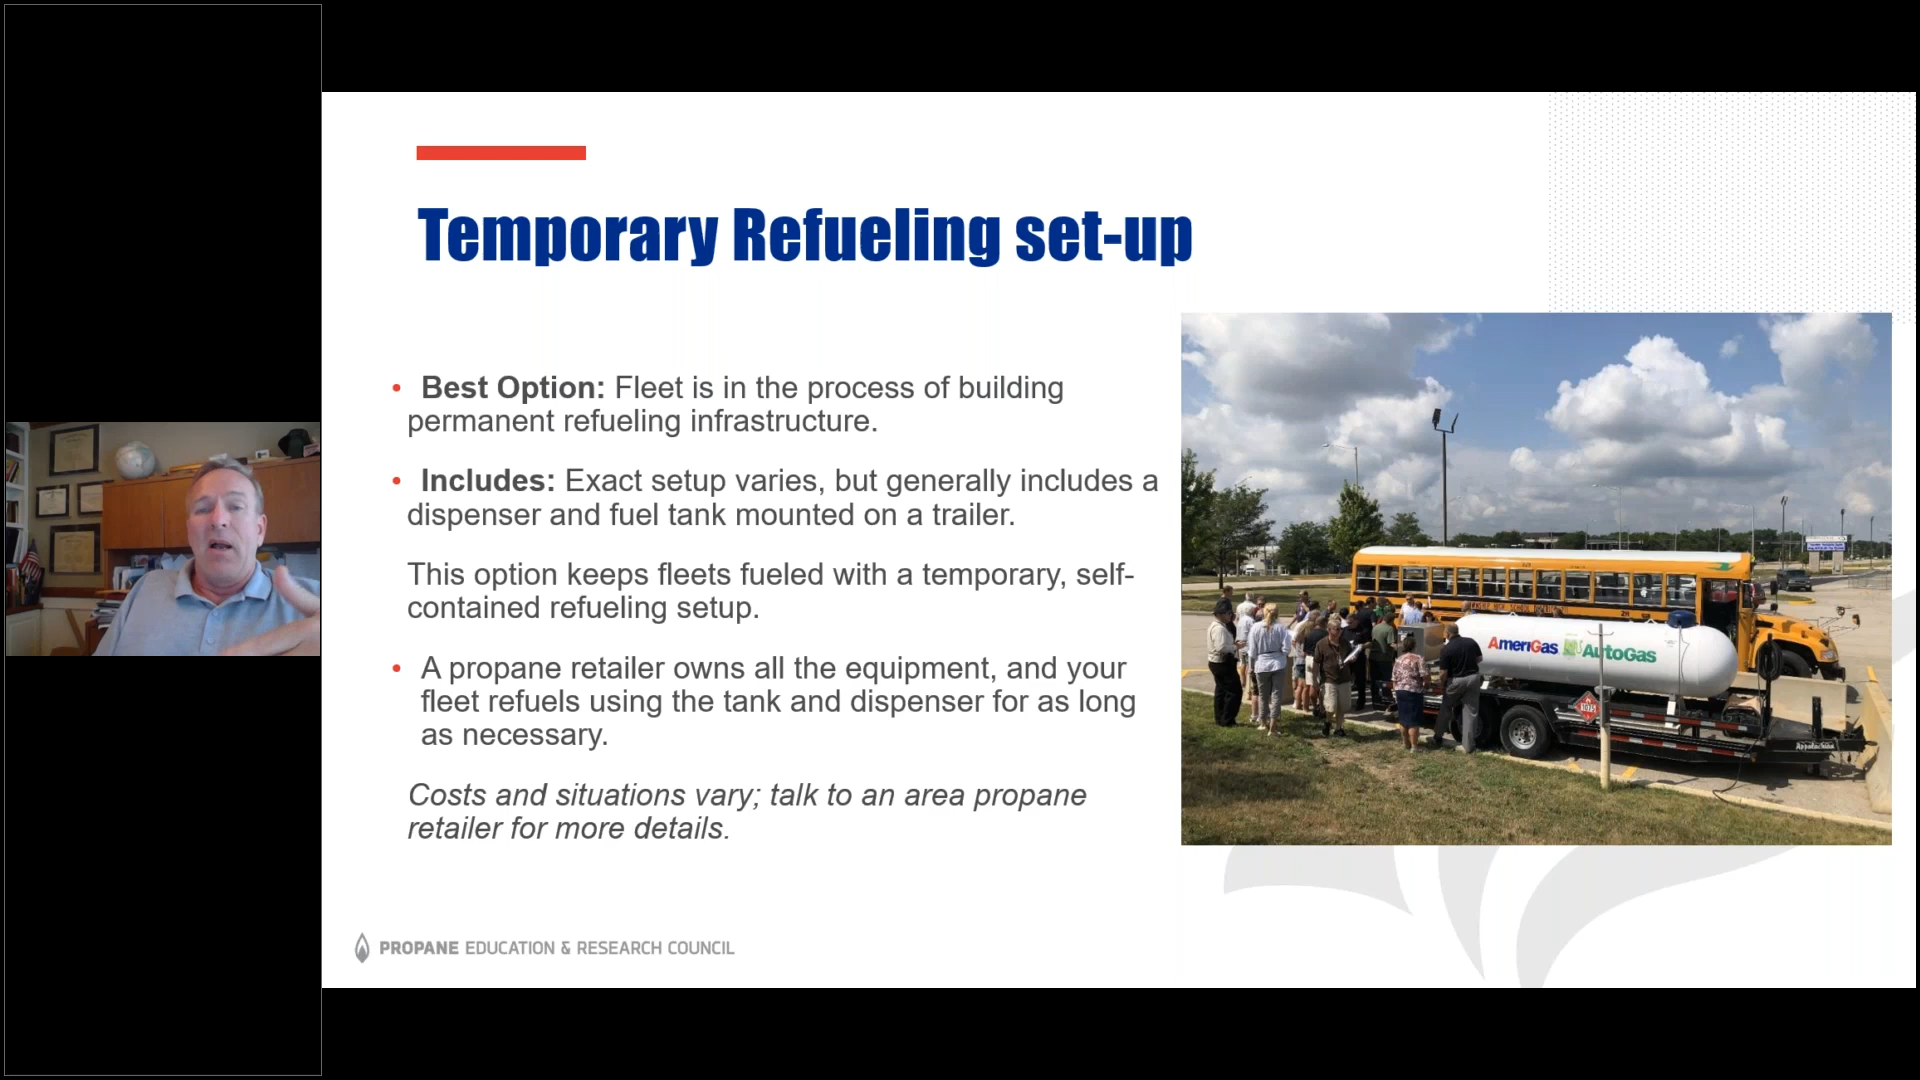 Temporary Refueling set-up
• Best Option: Fleet is in the process of building
permanent refueling infrastructure.
• Includes: Exact setup varies, but generally includes a
dispenser and fuel tank mounted on a trailer.
This option keeps fleets fueled with a temporary, self-
contained refueling setup.
• A propane retailer owns all the equipment, and your
fleet refuels using the tank and dispenser for as long
as necessary.
Costs and situations vary; talk to an area propane
retailer for more details.
AmeriGas AutoGas
1075
Appalachian
PROPANE EDUCATION & RESEARCH COUNCIL